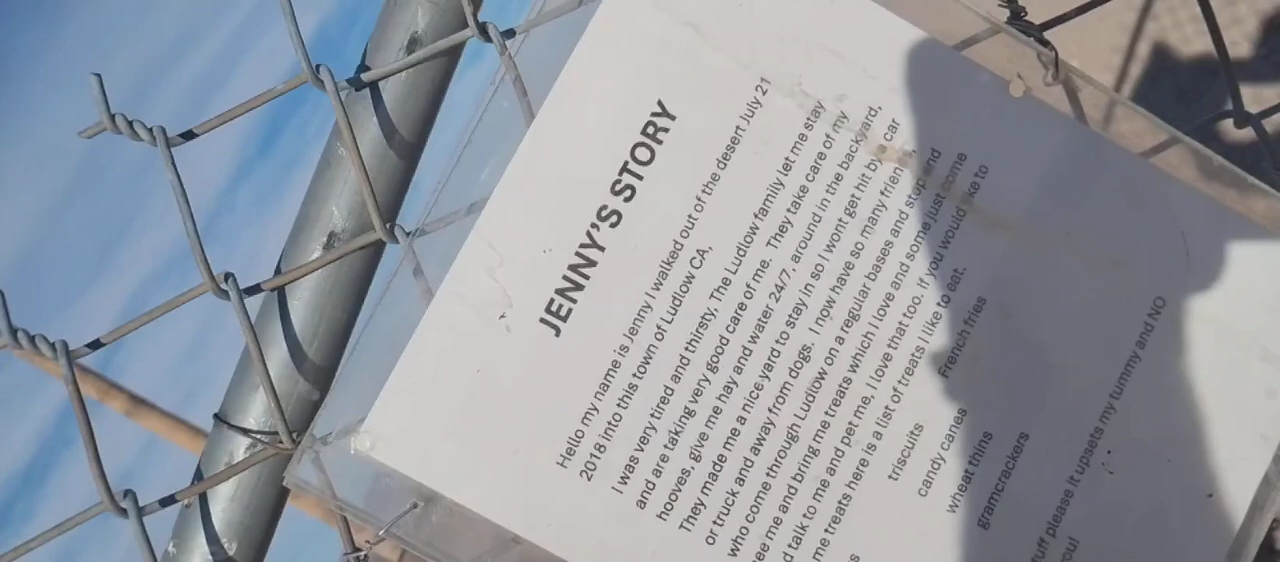 JENNY'S STORY
Hello my name is Jenny I walked out of the desert July 21
2018 into this town of Ludlow CA,
I was very tired and thirsty, The Ludlow family let me stay
and are taking very good care of me. They take care of my
hooves, give me hay and water 24/7, around in the backyard,
They made me a nice yard to stay in so I wont get hit by car
or truck and away from dogs. I now have so many
who come through Ludlow on a regular bases and stop and
me and bring me treats which I love and some just come
talk to me and pet me, I love that too. If you would to
me treats here is a list of treats I like to eat.
triscuits French fries
candy canes
wheat thins
gramcrackers
please it upsets my tummy and NO